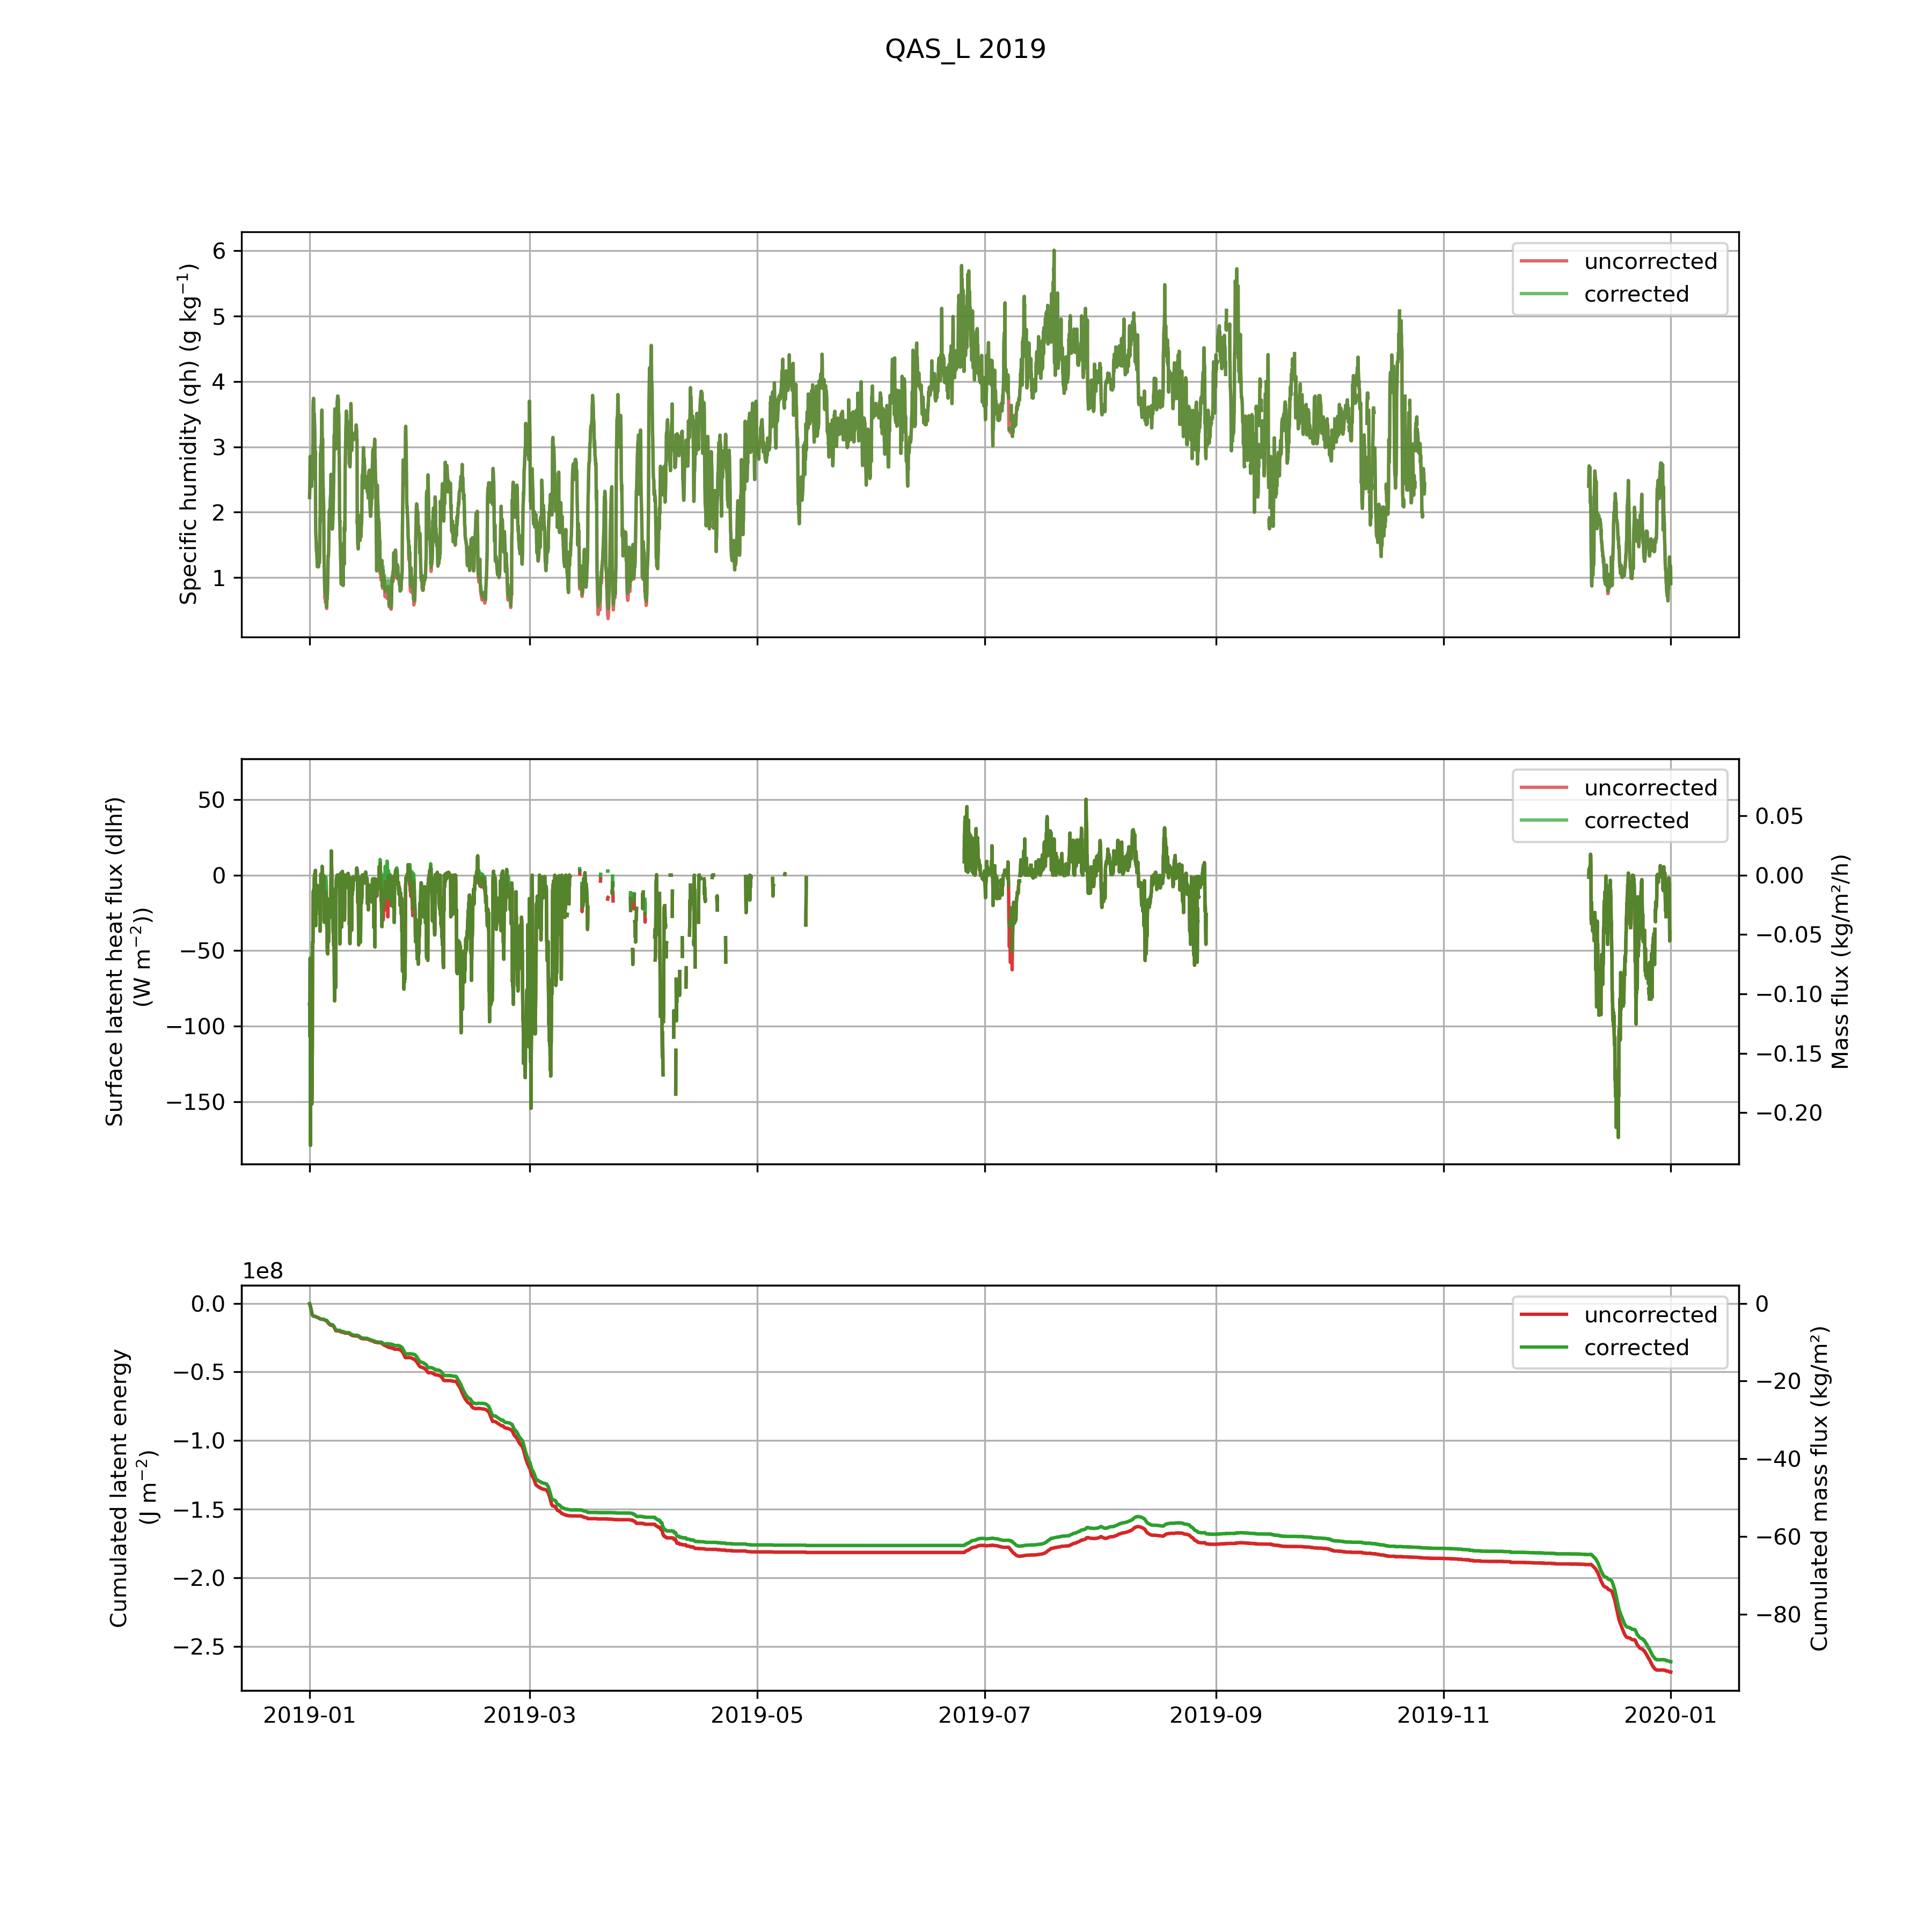 QAS_L 2019
Specific humidity (qh) (g kg⁻¹)
6
5
4
3
2
1
uncorrected
corrected
Surface latent heat flux (dlhf)
(W m⁻²))
50
0
−50
−100
−150
uncorrected
corrected
0.05
0.00
−0.05
−0.10
−0.15
−0.20
Mass flux (kg/m²/h)
1e8
Cumulated latent energy
(J m⁻²)
0.0
−0.5
−1.0
−1.5
−2.0
−2.5
uncorrected
corrected
0
−20
−40
−60
−80
Cumulated mass flux (kg/m²)
2019-01 2019-03 2019-05 2019-07 2019-09 2019-11 2020-01